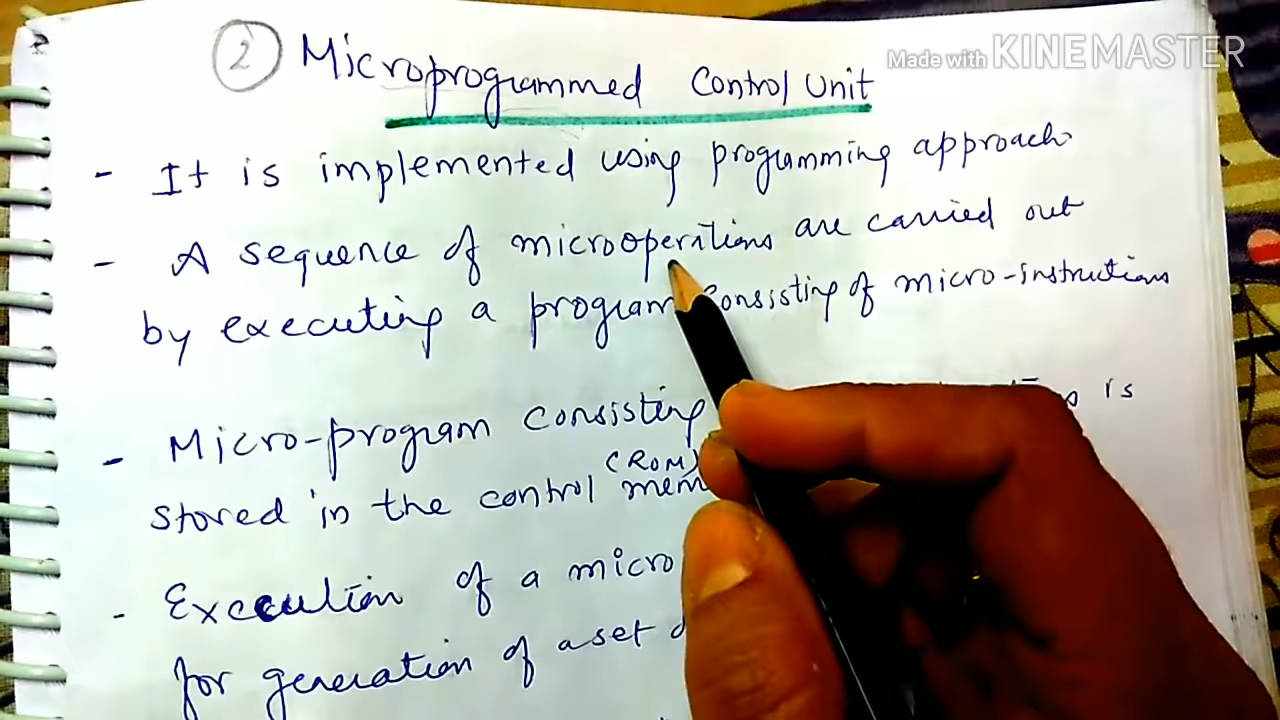 Made with KINEMASTER
2 Microprogrammed Control Unit
- It is implemented using programming approach
- A sequence of microoperations are carried out
by executing a program consisting of micro-instructions
- Micro-program consisting is
(ROM)
stored in the control
- Execution of a micro
for generation of a set